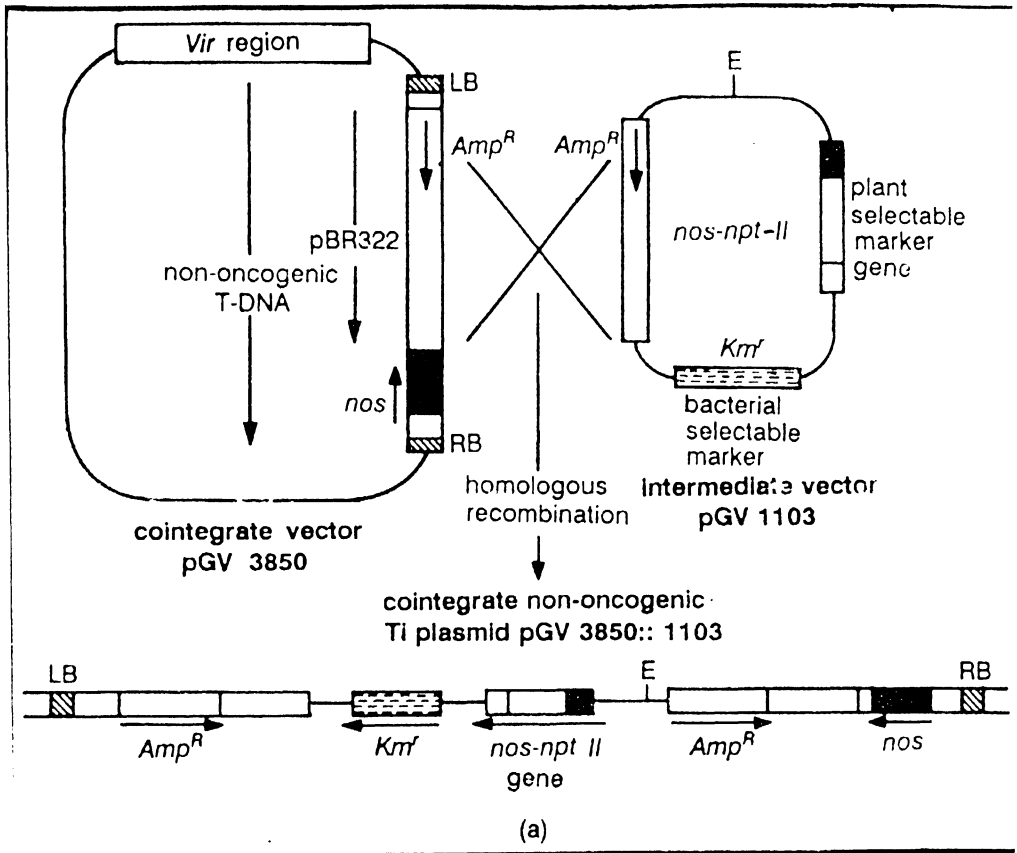 Vir region
LB
Amp^R
pBR322
non-oncogenic
T-DNA
nos
RB
cointegrate vector
pGV 3850
E
Amp^R
nos-npt-II
plant
selectable
marker
gene
Km^r
bacterial
selectable
marker
intermediate vector
pGV 1103
homologous
recombination
cointegrate non-oncogenic
Ti plasmid pGV 3850:: 1103
LB
E
RB
Amp^R
Km^r
nos-npt II
gene
Amp^R
nos
(a)